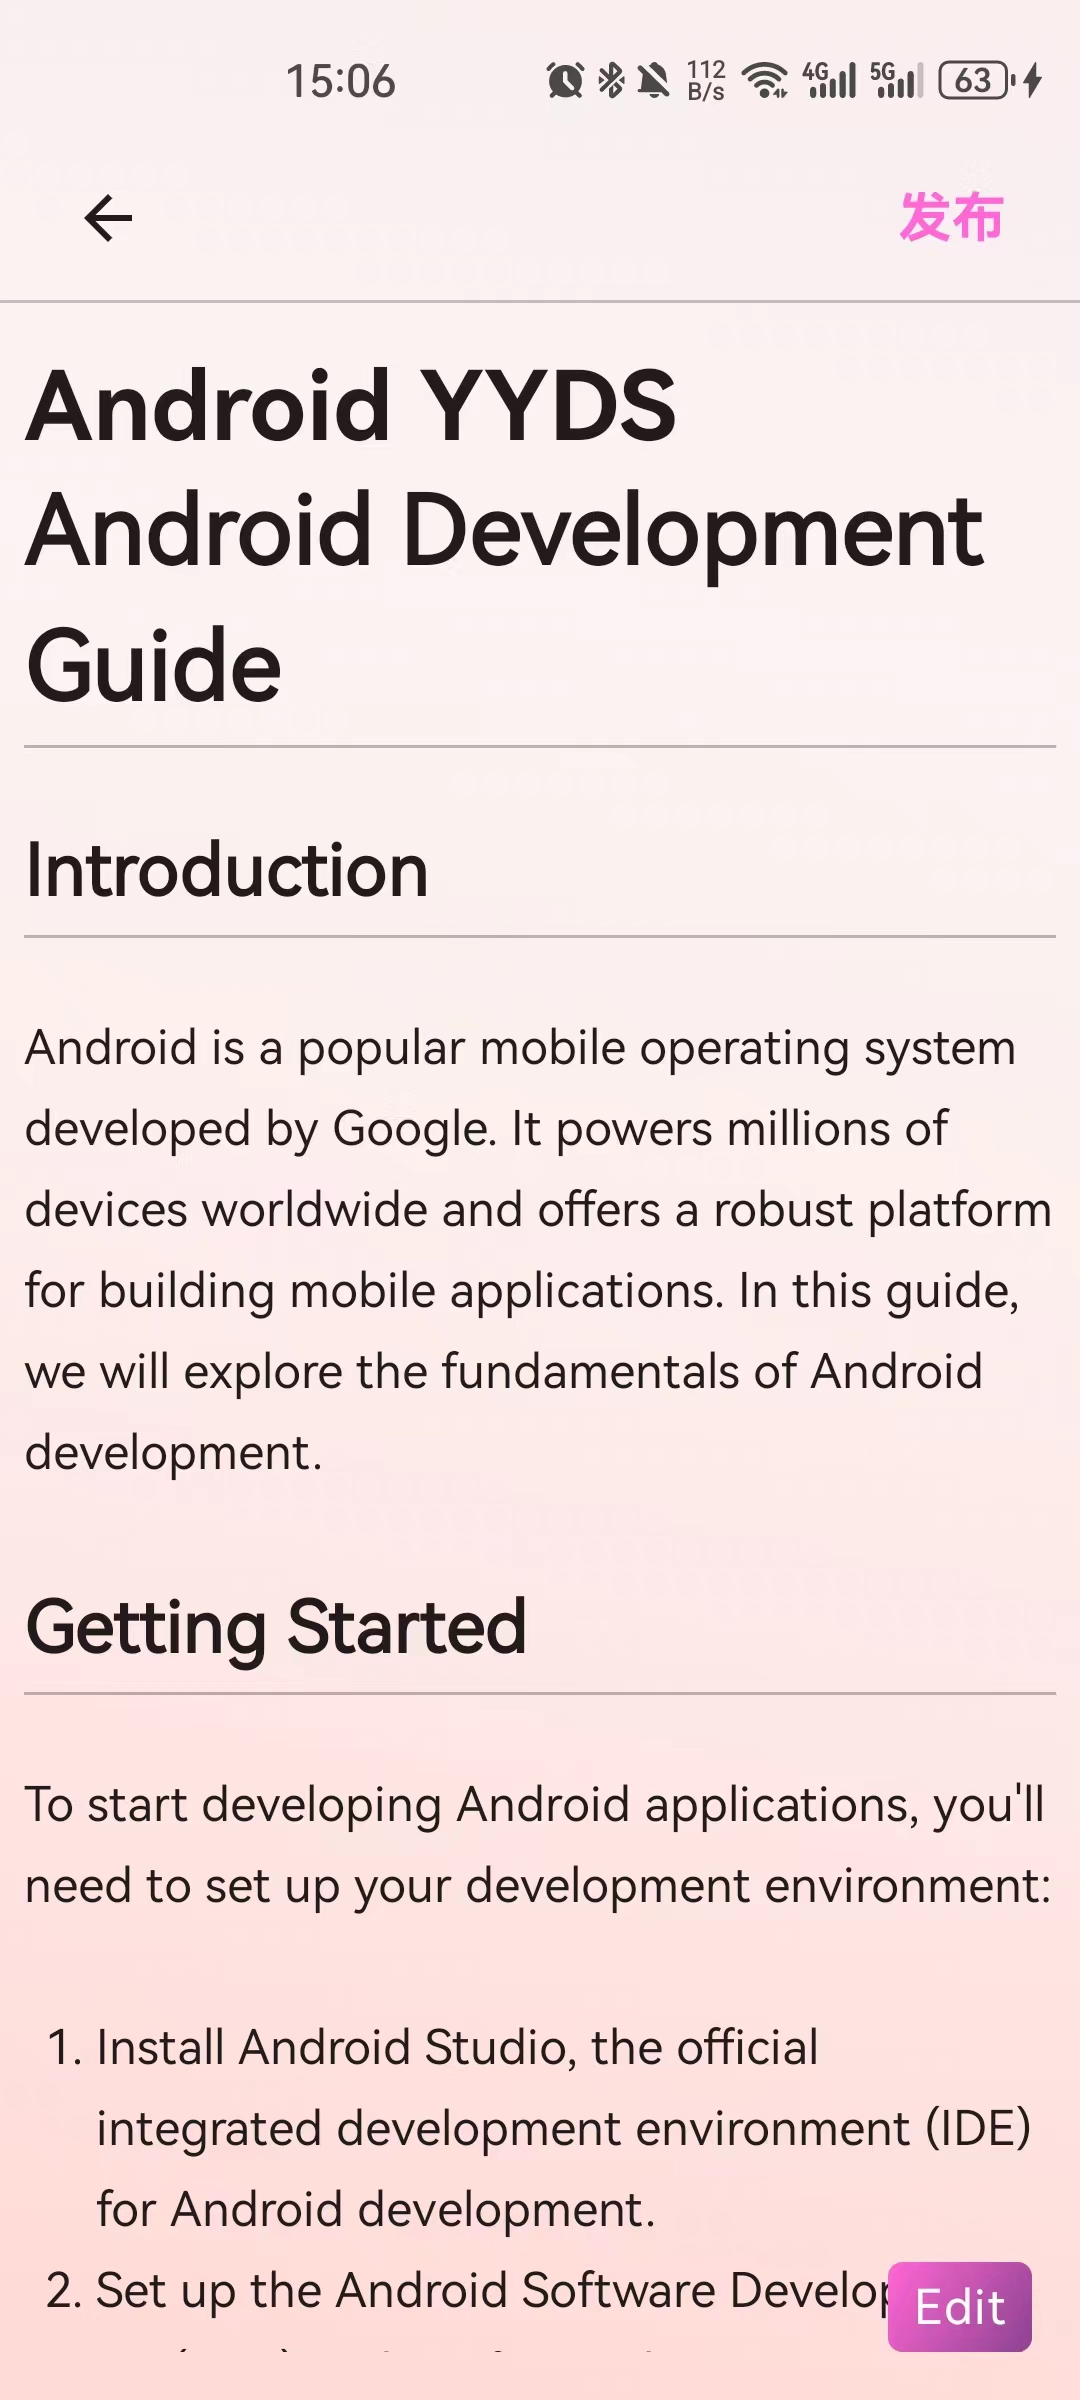 15:06 112 B/s 4G 5G 63
发布
Android YYDS
Android Development
Guide
Introduction
Android is a popular mobile operating system
developed by Google. It powers millions of
devices worldwide and offers a robust platform
for building mobile applications. In this guide,
we will explore the fundamentals of Android
development.
Getting Started
To start developing Android applications, you'll
need to set up your development environment:
1. Install Android Studio, the official
integrated development environment (IDE)
for Android development.
2. Set up the Android Software
Edit